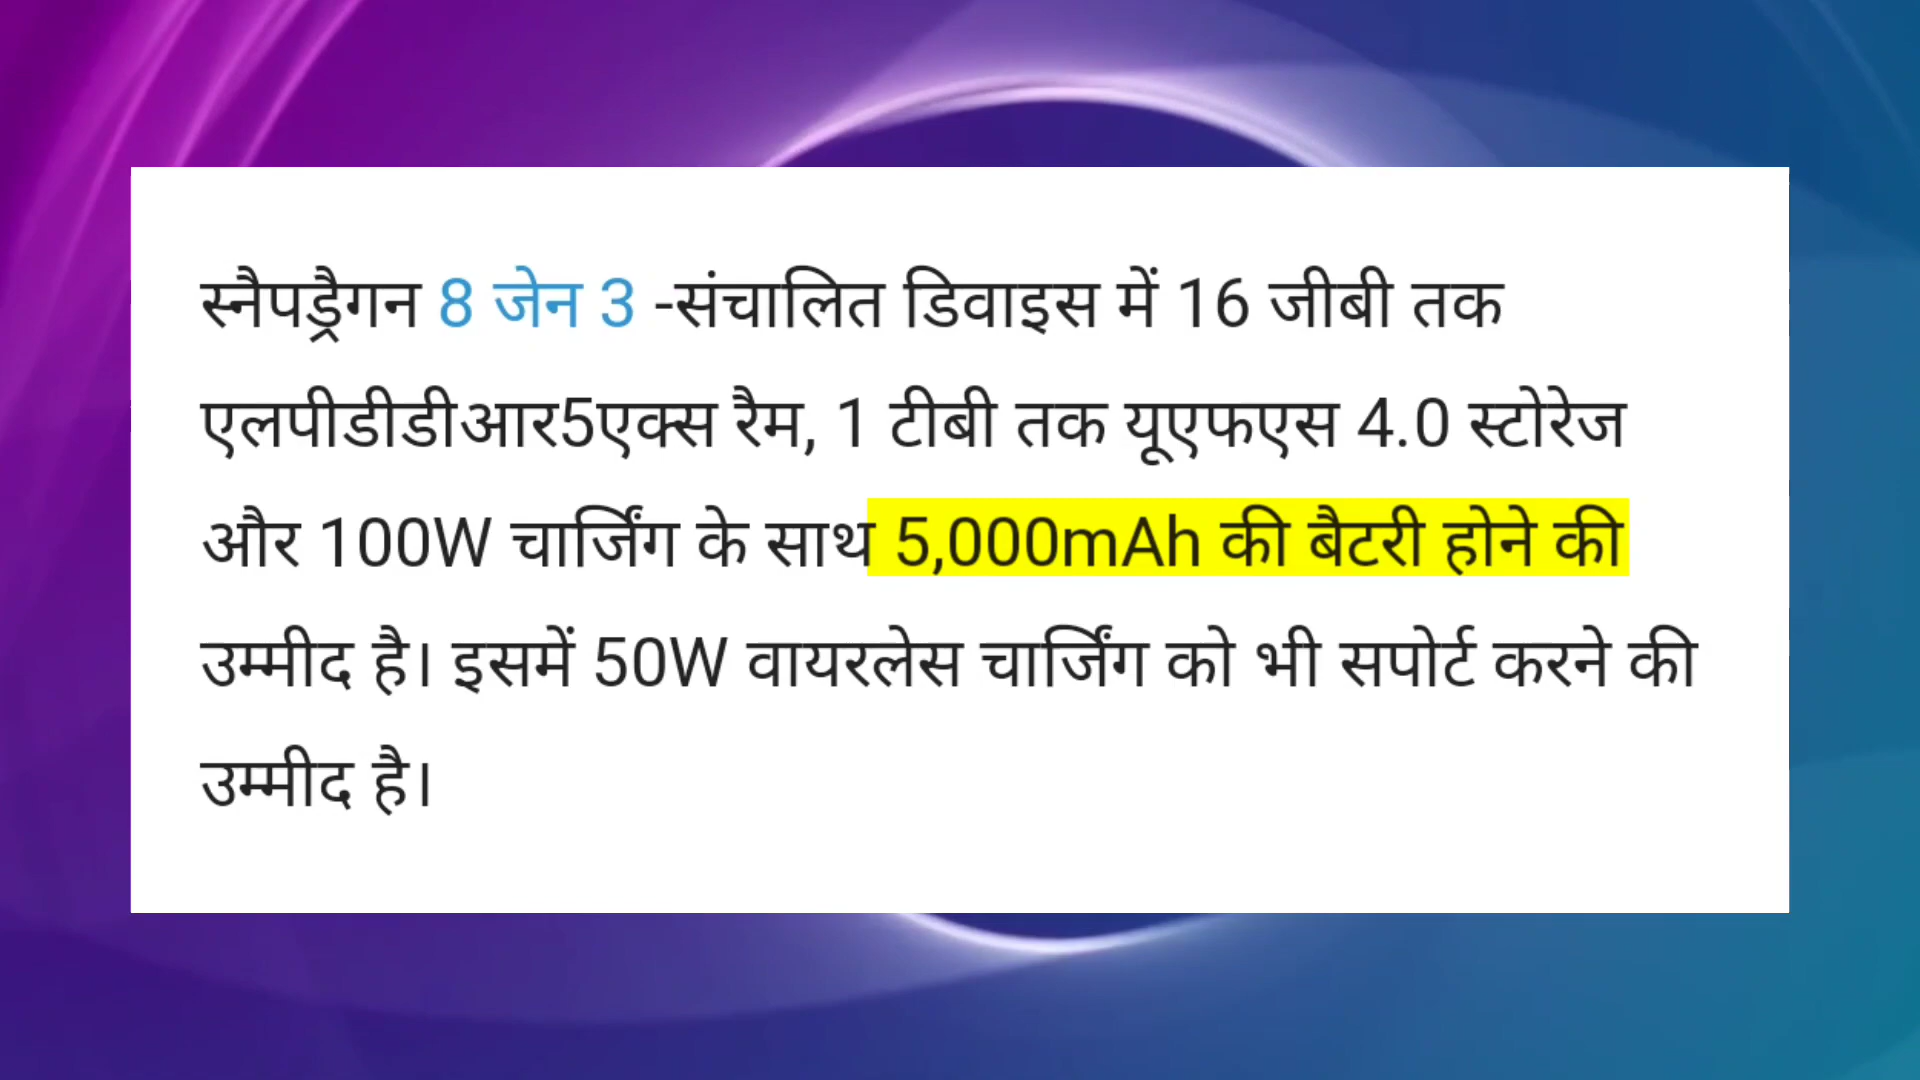 स्नैपड्रैगन 8 जेन 3 -संचालित डिवाइस में 16 जीबी तक
एलपीडीडीआर5एक्स रैम, 1 टीबी तक यूएफएस 4.0 स्टोरेज
और 100W चार्जिंग के साथ 5,000mAh की बैटरी होने की
उम्मीद है। इसमें 50W वायरलेस चार्जिंग को भी सपोर्ट करने की
उम्मीद है।